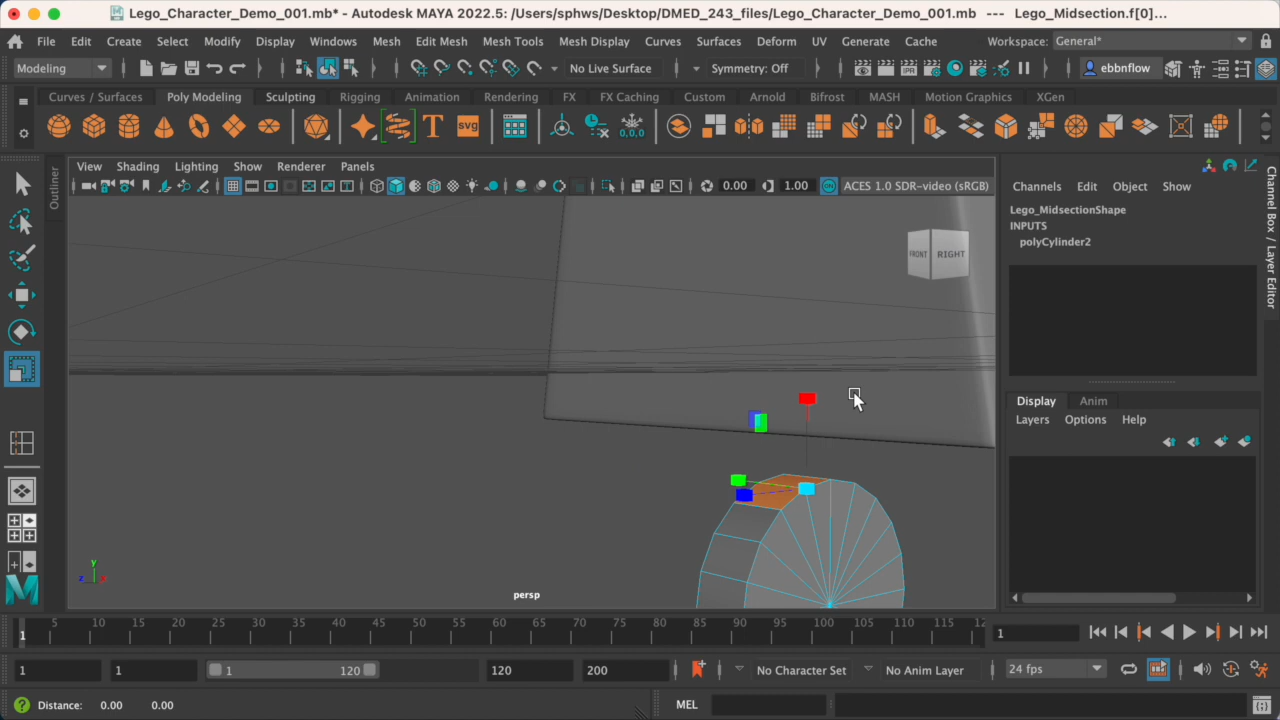 Lego_Character_Demo_001.mb* - Autodesk MAYA 2022.5: /Users/sphws/Desktop/DMED_243_files/Lego_Character_Demo_001.mb --- Lego_Midsection.f[0]...
File Edit Create Select Modify Display Windows Mesh Edit Mesh Mesh Tools Mesh Display Curves Surfaces Deform UV Generate Cache Workspace: General*
Modeling No Live Surface Symmetry: Off IPR ebbnflow
Curves / Surfaces Poly Modeling Sculpting Rigging Animation Rendering FX FX Caching Custom Arnold Bifrost MASH Motion Graphics XGen
T SVG 0,0,0
View Shading Lighting Show Renderer Panels
0.00 1.00 ON ACES 1.0 SDR-video (sRGB)
Outliner
FRONT RIGHT
y
z x
persp
Channels Edit Object Show
Lego_MidsectionShape
INPUTS
polyCylinder2
Channel Box / Layer Editor
Display Anim
Layers Options Help
5 10 15 20 25 30 35 40 45 50 55 60 65 70 75 80 85 90 95 100 105 110 115 12
1 1
1 1 1 120 120 200 No Character Set No Anim Layer 24 fps
Distance: 0.00 0.00 MEL